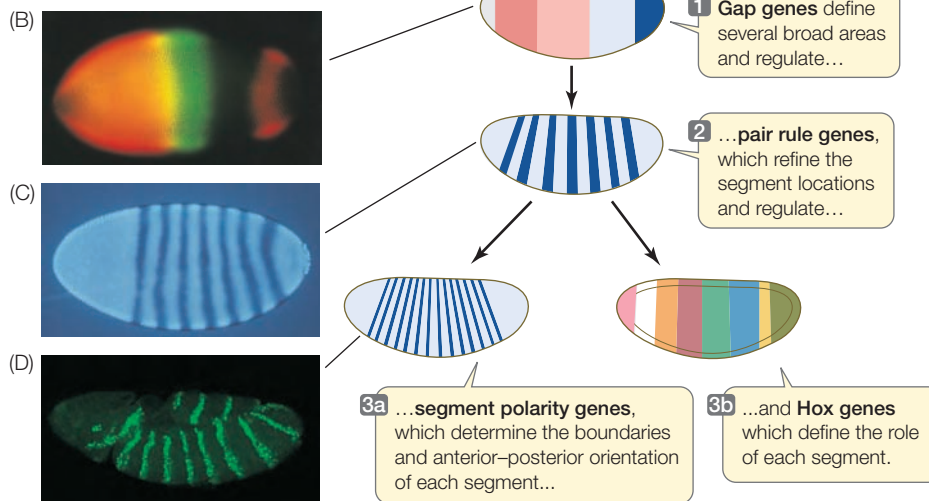 (B)
1 Gap genes define
several broad areas
and regulate…
2 …pair rule genes,
which refine the
segment locations
and regulate…
(C)
(D)
3a …segment polarity genes,
which determine the boundaries
and anterior–posterior orientation
of each segment...
3b ...and Hox genes
which define the role
of each segment.